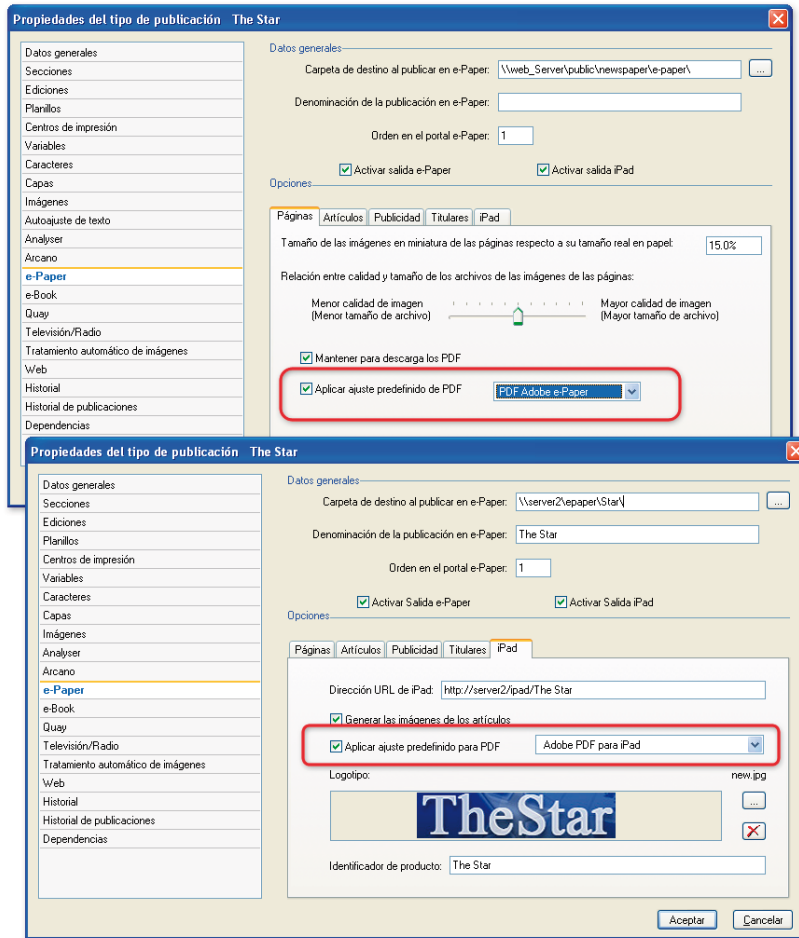 Propiedades del tipo de publicación The Star
Datos generales
Secciones
Ediciones
Planillos
Centros de impresión
Variables
Caracteres
Capas
Imágenes
Autoajuste de texto
Analyser
Arcano
e-Paper
e-Book
Quay
Televisión/Radio
Tratamiento automático de imágenes
Web
Historial
Historial de publicaciones
Dependencias
Datos generales
Carpeta de destino al publicar en e-Paper: \\web_Server\public\newspaper\e-paper\ ...
Denominación de la publicación en e-Paper:
Orden en el portal e-Paper: 1
Activar salida e-Paper Activar salida iPad
Opciones
Páginas Artículos Publicidad Titulares iPad
Tamaño de las imágenes en miniatura de las páginas respecto a su tamaño real en papel: 15.0%
Relación entre calidad y tamaño de los archivos de las imágenes de las páginas:
Menor calidad de imagen Mayor calidad de imagen
(Menor tamaño de archivo) (Mayor tamaño de archivo)
Mantener para descarga los PDF
Aplicar ajuste predefinido de PDF PDF Adobe e-Paper
Propiedades del tipo de publicación The Star
Datos generales
Secciones
Ediciones
Planillos
Centros de impresión
Variables
Caracteres
Capas
Imágenes
Analyser
Arcano
e-Paper
e-Book
Quay
Televisión/Radio
Tratamiento automático de imágenes
Web
Historial
Historial de publicaciones
Dependencias
Datos generales
Carpeta de destino al publicar en e-Paper: \\server2\epaper\Star\ ...
Denominación de la publicación en e-Paper: The Star
Orden en el portal e-Paper: 1
Activar Salida e-Paper Activar Salida iPad
Opciones
Páginas Artículos Publicidad Titulares iPad
Dirección URL de iPad: http://server2/ipad/The Star
Generar las imágenes de los artículos
Aplicar ajuste predefinido para PDF Adobe PDF para iPad
Logotipo: new.jpg
TheStar ...
Identificador de producto: The Star
Aceptar Cancelar